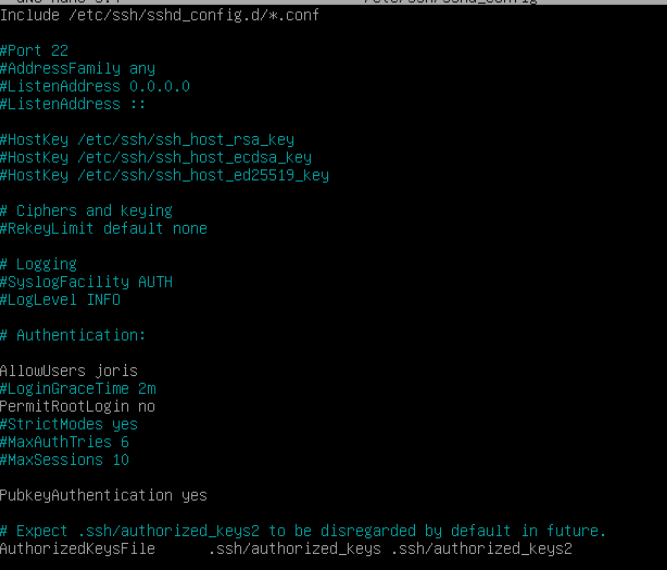 Include /etc/ssh/sshd_config.d/*.conf
#Port 22
#AddressFamily any
#ListenAddress 0.0.0.0
#ListenAddress ::
#HostKey /etc/ssh/ssh_host_rsa_key
#HostKey /etc/ssh/ssh_host_ecdsa_key
#HostKey /etc/ssh/ssh_host_ed25519_key
# Ciphers and keying
#RekeyLimit default none
# Logging
#SyslogFacility AUTH
#LogLevel INFO
# Authentication:
AllowUsers joris
#LoginGraceTime 2m
PermitRootLogin no
#StrictModes yes
#MaxAuthTries 6
#MaxSessions 10
PubkeyAuthentication yes
# Expect .ssh/authorized_keys2 to be disregarded by default in future.
AuthorizedKeysFile      .ssh/authorized_keys .ssh/authorized_keys2